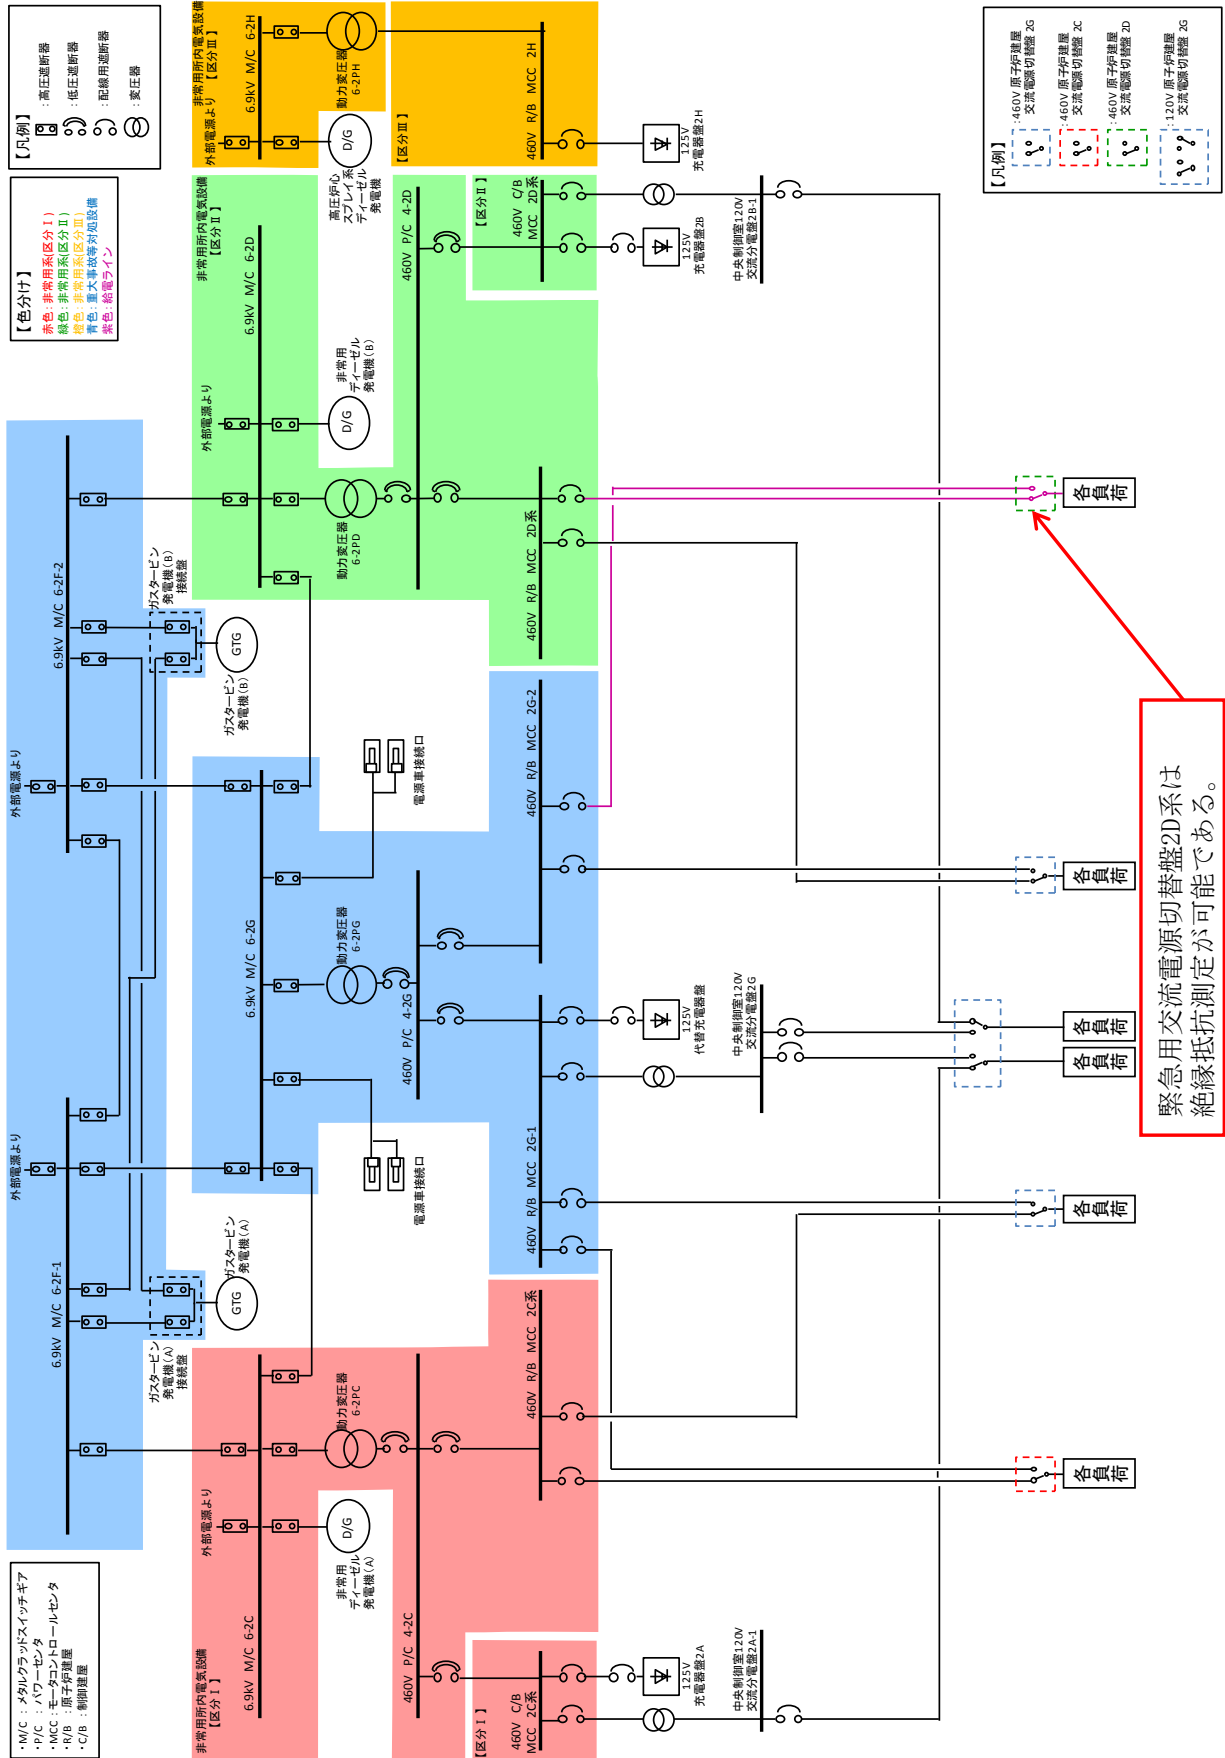 ・M/C ：メタルクラッドスイッチギア
・P/C ：パワーセンタ
・MCC：モータコントロールセンタ
・R/B ：原子炉建屋
・C/B ：制御建屋
【色分け】
赤色：非常用系(区分Ⅰ)
緑色：非常用系(区分Ⅱ)
橙色：非常用系(区分Ⅲ)
青色：重大事故等対処設備
紫色：給電ライン
【凡例】
：高圧遮断器
：低圧遮断器
：配線用遮断器
：変圧器
外部電源より
6.9kV M/C 6-2F-1
外部電源より
6.9kV M/C 6-2F-2
ガスタービン
発電機(A)
接続盤
GTG
ガスタービン
発電機(A)
ガスタービン
発電機(B)
接続盤
GTG
ガスタービン
発電機(B)
非常用所内電気設備
【区分Ⅰ】
外部電源より
6.9kV M/C 6-2C
D/G
非常用
ディーゼル
発電機(A)
動力変圧器
6-2PC
460V P/C 4-2C
【区分Ⅰ】
460V C/B
MCC 2C系
460V R/B MCC 2C系
125V
充電器盤2A
中央制御室120V
交流分電盤2A-1
6.9kV M/C 6-2G
電源車接続口
電源車接続口
動力変圧器
6-2PG
460V P/C 4-2G
460V R/B MCC 2G-1
460V R/B MCC 2G-2
125V
代替充電器盤
中央制御室120V
交流分電盤2G
非常用所内電気設備
【区分Ⅱ】
外部電源より
6.9kV M/C 6-2D
D/G
非常用
ディーゼル
発電機(B)
動力変圧器
6-2PD
460V P/C 4-2D
【区分Ⅱ】
460V C/B
MCC 2D系
460V R/B MCC 2D系
125V
充電器盤2B
中央制御室120V
交流分電盤2B-1
非常用所内電気設備
【区分Ⅲ】
外部電源より
6.9kV M/C 6-2H
D/G
高圧炉心
スプレイ系
ディーゼル
発電機
動力変圧器
6-2PH
【区分Ⅲ】
460V R/B MCC 2H
125V
充電器盤2H
各負荷
各負荷
各負荷
各負荷
各負荷
各負荷
【凡例】
：460V 原子炉建屋
交流電源切替盤 2G
：460V 原子炉建屋
交流電源切替盤 2C
：460V 原子炉建屋
交流電源切替盤 2D
：120V 原子炉建屋
交流電源切替盤 2G
緊急用交流電源切替盤2D系は
絶縁抵抗測定が可能である。